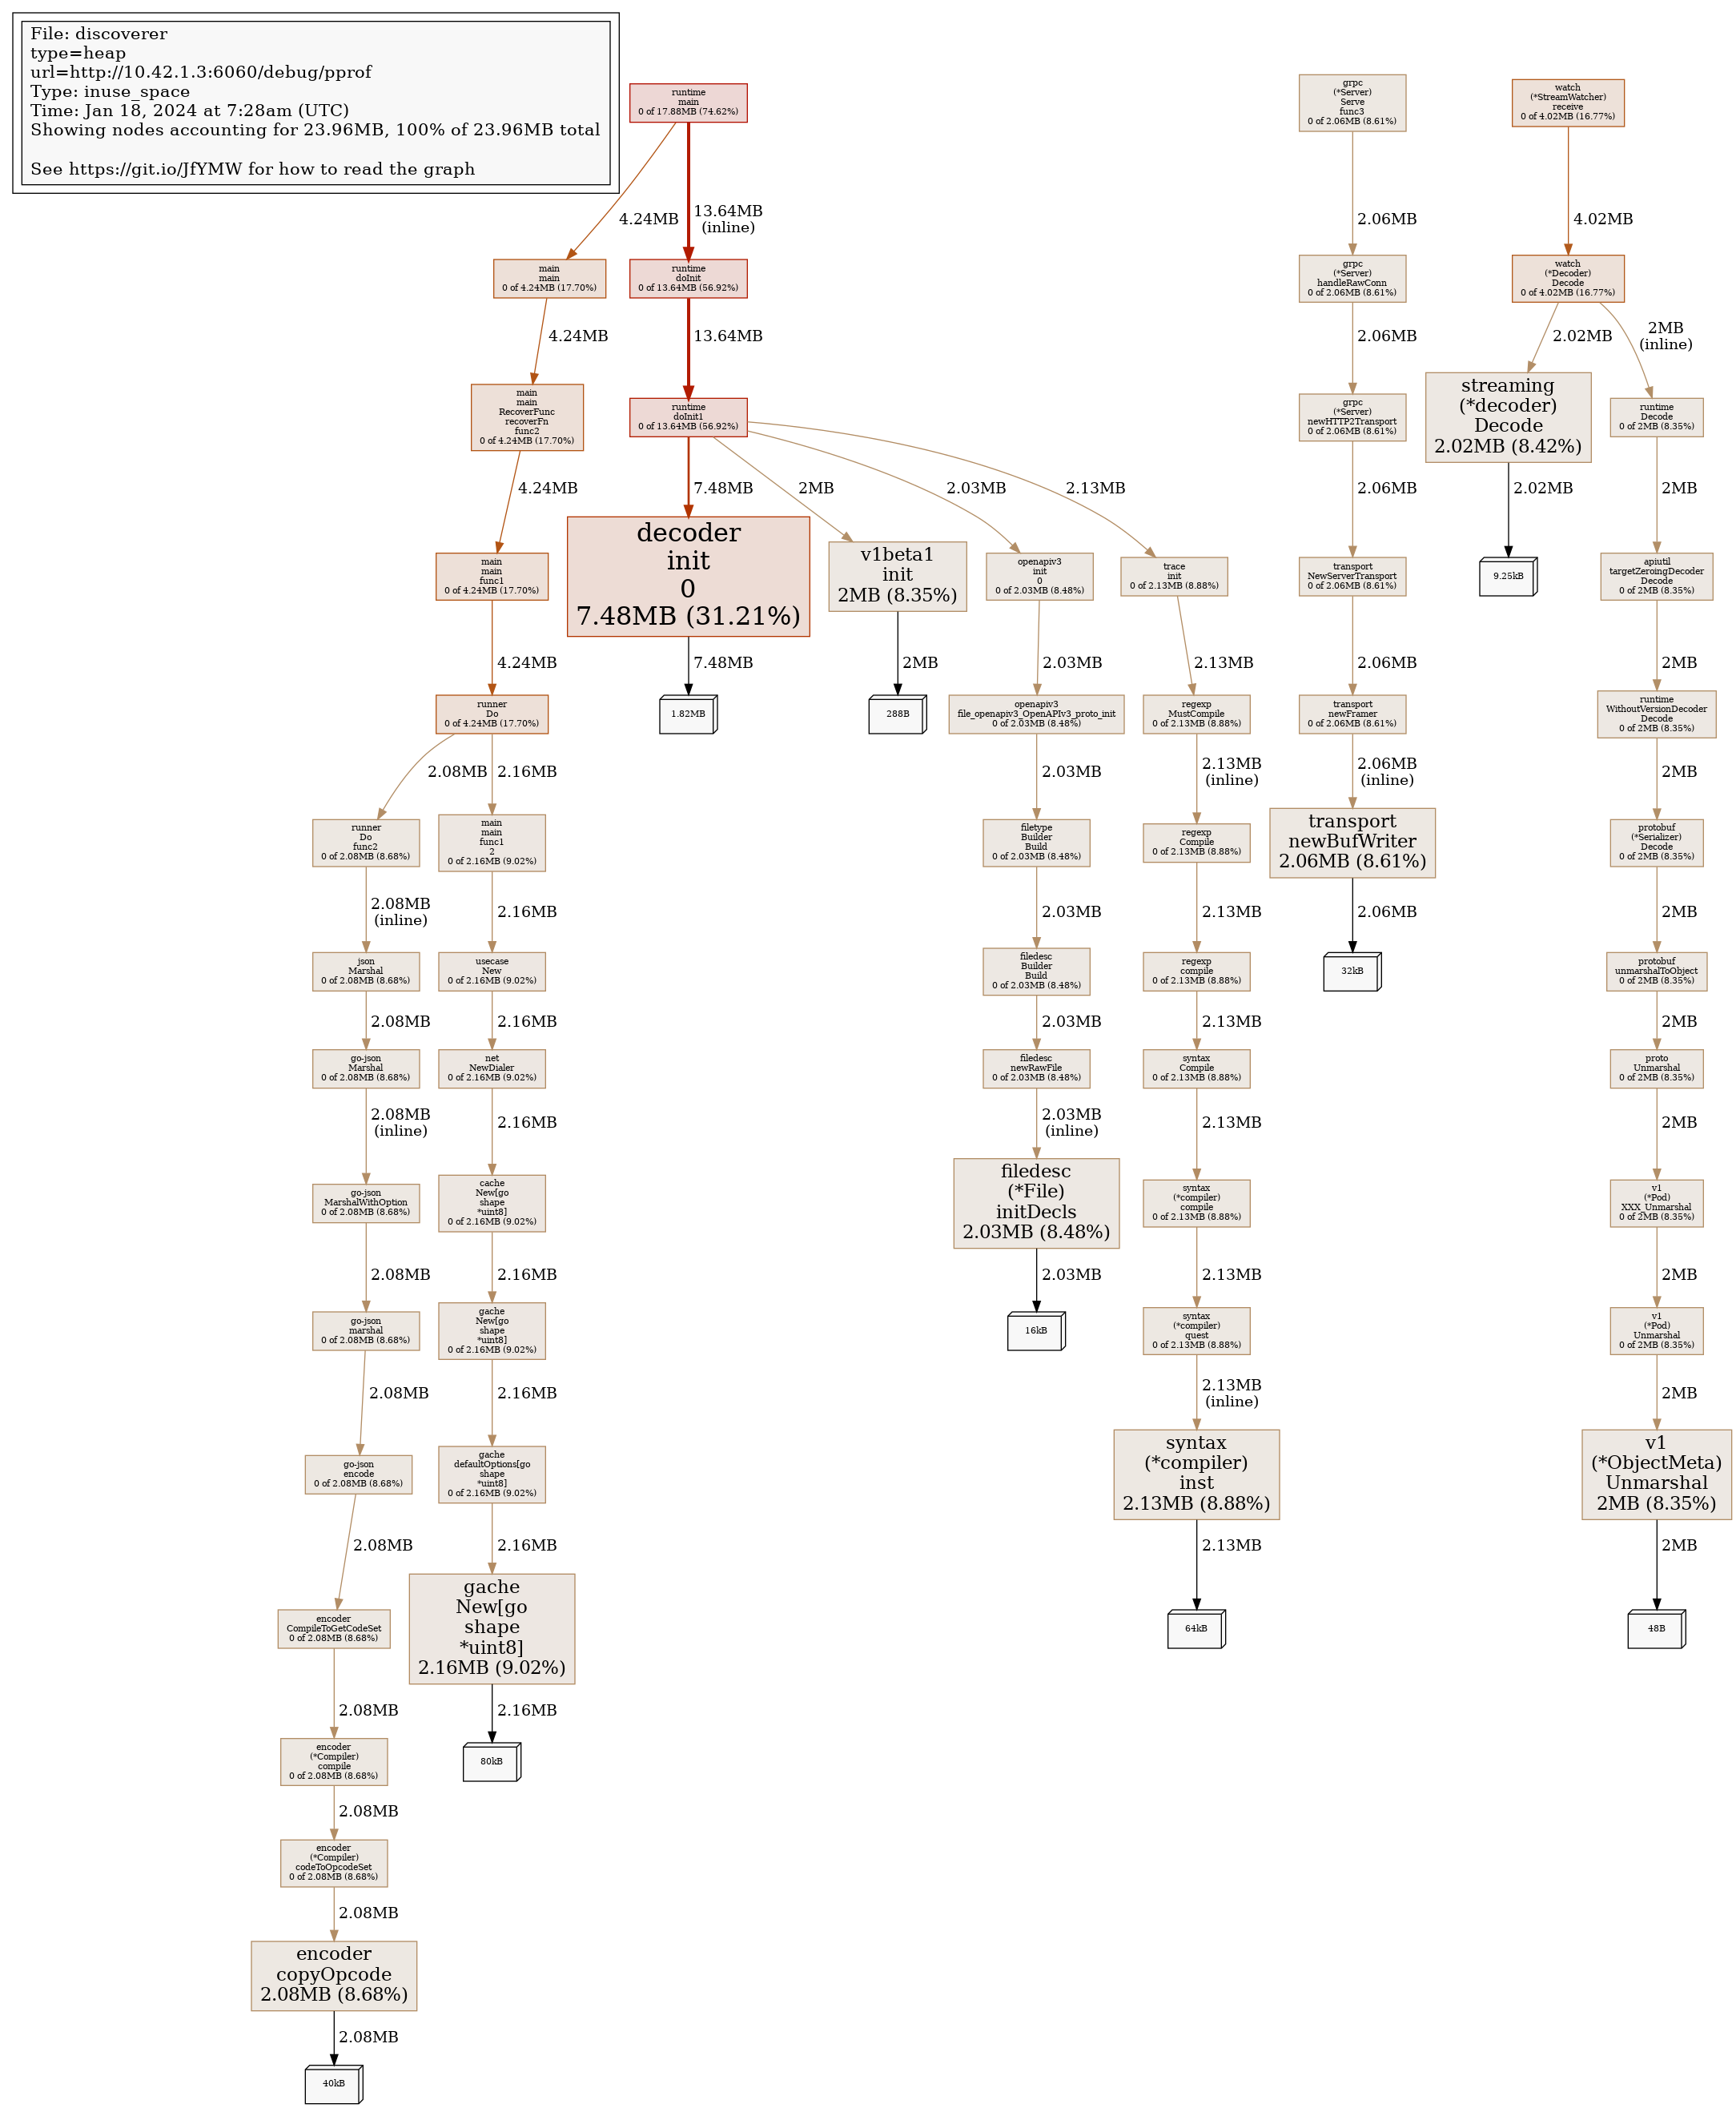 File: discoverer
type=heap
url=http://10.42.1.3:6060/debug/pprof
Type: inuse_space
Time: Jan 18, 2024 at 7:28am (UTC)
Showing nodes accounting for 23.96MB, 100% of 23.96MB total
See https://git.io/JfYMW for how to read the graph
runtime
main
0 of 17.88MB (74.62%)
grpc
(*Server)
Serve
func3
0 of 2.06MB (8.61%)
watch
(*StreamWatcher)
receive
0 of 4.02MB (16.77%)
4.24MB
13.64MB
(inline)
2.06MB
4.02MB
main
main
0 of 4.24MB (17.70%)
runtime
doInit
0 of 13.64MB (56.92%)
grpc
(*Server)
handleRawConn
0 of 2.06MB (8.61%)
watch
(*Decoder)
Decode
0 of 4.02MB (16.77%)
4.24MB
13.64MB
2.06MB
2.02MB
2MB
(inline)
main
main
RecoverFunc
recoverFn
func2
0 of 4.24MB (17.70%)
runtime
doInit1
0 of 13.64MB (56.92%)
grpc
(*Server)
newHTTP2Transport
0 of 2.06MB (8.61%)
streaming
(*decoder)
Decode
2.02MB (8.42%)
runtime
Decode
0 of 2MB (8.35%)
4.24MB
7.48MB
2MB
2.03MB
2.13MB
2.06MB
2.02MB
2MB
main
main
func1
0 of 4.24MB (17.70%)
decoder
init
0
7.48MB (31.21%)
v1beta1
init
2MB (8.35%)
openapiv3
init
0
0 of 2.03MB (8.48%)
trace
init
0 of 2.13MB (8.88%)
transport
NewServerTransport
0 of 2.06MB (8.61%)
9.25kB
apiutil
targetZeroingDecoder
Decode
0 of 2MB (8.35%)
4.24MB
7.48MB
2MB
2.03MB
2.13MB
2.06MB
2MB
runner
Do
0 of 4.24MB (17.70%)
1.82MB
288B
openapiv3
file_openapiv3_OpenAPIv3_proto_init
0 of 2.03MB (8.48%)
regexp
MustCompile
0 of 2.13MB (8.88%)
transport
newFramer
0 of 2.06MB (8.61%)
runtime
WithoutVersionDecoder
Decode
0 of 2MB (8.35%)
2.08MB
2.16MB
2.03MB
2.13MB
(inline)
2.06MB
(inline)
2MB
runner
Do
func2
0 of 2.08MB (8.68%)
main
main
func1
2
0 of 2.16MB (9.02%)
filetype
Builder
Build
0 of 2.03MB (8.48%)
regexp
Compile
0 of 2.13MB (8.88%)
transport
newBufWriter
2.06MB (8.61%)
protobuf
(*Serializer)
Decode
0 of 2MB (8.35%)
2.08MB
(inline)
2.16MB
2.03MB
2.13MB
2.06MB
2MB
json
Marshal
0 of 2.08MB (8.68%)
usecase
New
0 of 2.16MB (9.02%)
filedesc
Builder
Build
0 of 2.03MB (8.48%)
regexp
compile
0 of 2.13MB (8.88%)
32kB
protobuf
unmarshalToObject
0 of 2MB (8.35%)
2.08MB
2.16MB
2.03MB
2.13MB
2MB
go-json
Marshal
0 of 2.08MB (8.68%)
net
NewDialer
0 of 2.16MB (9.02%)
filedesc
newRawFile
0 of 2.03MB (8.48%)
syntax
Compile
0 of 2.13MB (8.88%)
proto
Unmarshal
0 of 2MB (8.35%)
2.08MB
(inline)
2.16MB
2.03MB
(inline)
2.13MB
2MB
go-json
MarshalWithOption
0 of 2.08MB (8.68%)
cache
New[go
shape
*uint8]
0 of 2.16MB (9.02%)
filedesc
(*File)
initDecls
2.03MB (8.48%)
syntax
(*compiler)
compile
0 of 2.13MB (8.88%)
v1
(*Pod)
XXX_Unmarshal
0 of 2MB (8.35%)
2.08MB
2.16MB
2.03MB
2.13MB
2MB
go-json
marshal
0 of 2.08MB (8.68%)
gache
New[go
shape
*uint8]
0 of 2.16MB (9.02%)
16kB
syntax
(*compiler)
quest
0 of 2.13MB (8.88%)
v1
(*Pod)
Unmarshal
0 of 2MB (8.35%)
2.08MB
2.16MB
2.13MB
(inline)
2MB
go-json
encode
0 of 2.08MB (8.68%)
gache
defaultOptions[go
shape
*uint8]
0 of 2.16MB (9.02%)
syntax
(*compiler)
inst
2.13MB (8.88%)
v1
(*ObjectMeta)
Unmarshal
2MB (8.35%)
2.08MB
2.16MB
2.13MB
2MB
encoder
CompileToGetCodeSet
0 of 2.08MB (8.68%)
gache
New[go
shape
*uint8]
2.16MB (9.02%)
64kB
48B
2.08MB
2.16MB
encoder
(*Compiler)
compile
0 of 2.08MB (8.68%)
80kB
2.08MB
encoder
(*Compiler)
codeToOpcodeSet
0 of 2.08MB (8.68%)
2.08MB
encoder
copyOpcode
2.08MB (8.68%)
2.08MB
40kB